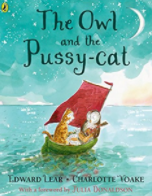 The Owl
and the
Pussy-cat
EDWARD LEAR • CHARLOTTE VOAKE
With a foreword by JULIA DONALDSON